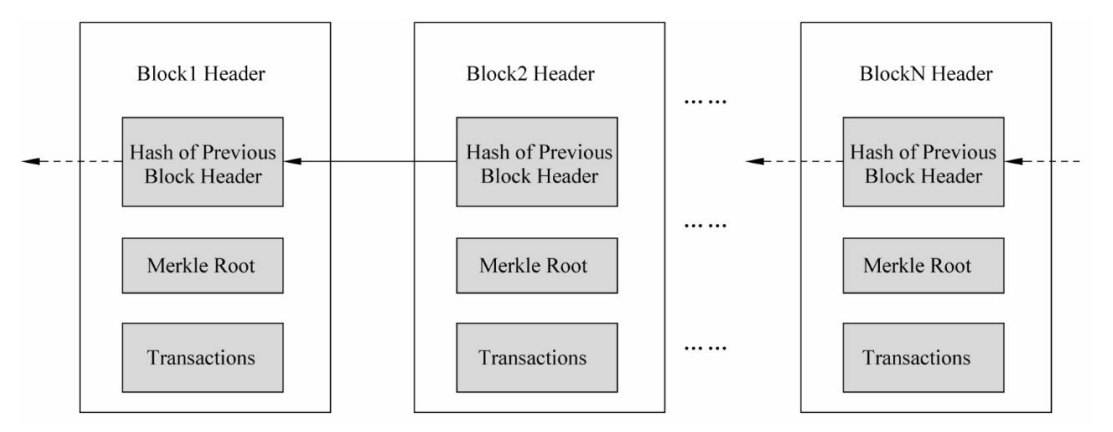 Block1 Header
Hash of Previous
Block Header
Merkle Root
Transactions
Block2 Header
Hash of Previous
Block Header
Merkle Root
Transactions
... ...
... ...
... ...
BlockN Header
Hash of Previous
Block Header
Merkle Root
Transactions